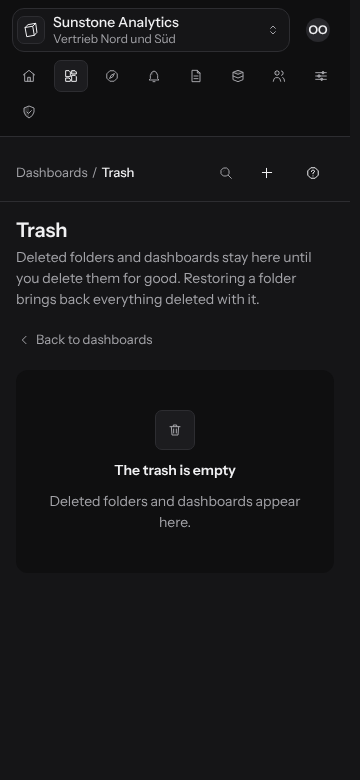 Sunstone Analytics
Vertrieb Nord und Süd
OO
Dashboards / Trash
Trash
Deleted folders and dashboards stay here until
you delete them for good. Restoring a folder
brings back everything deleted with it.
Back to dashboards
The trash is empty
Deleted folders and dashboards appear
here.